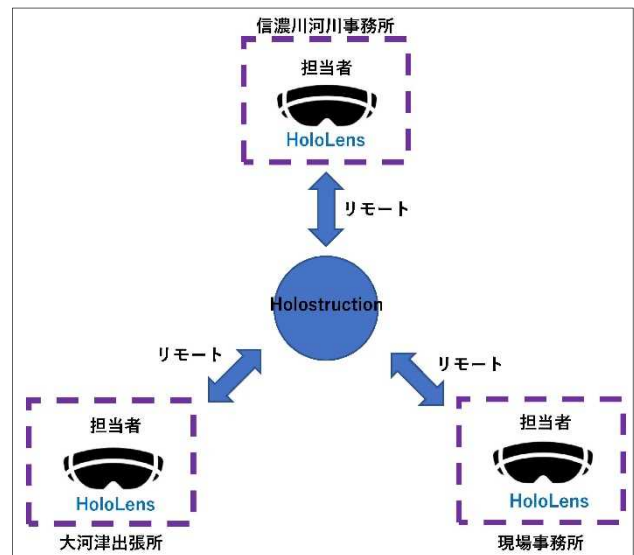 信濃川河川事務所
担当者
HoloLens
リモート
Holostruction
リモート
リモート
担当者
HoloLens
大河津出張所
担当者
HoloLens
現場事務所